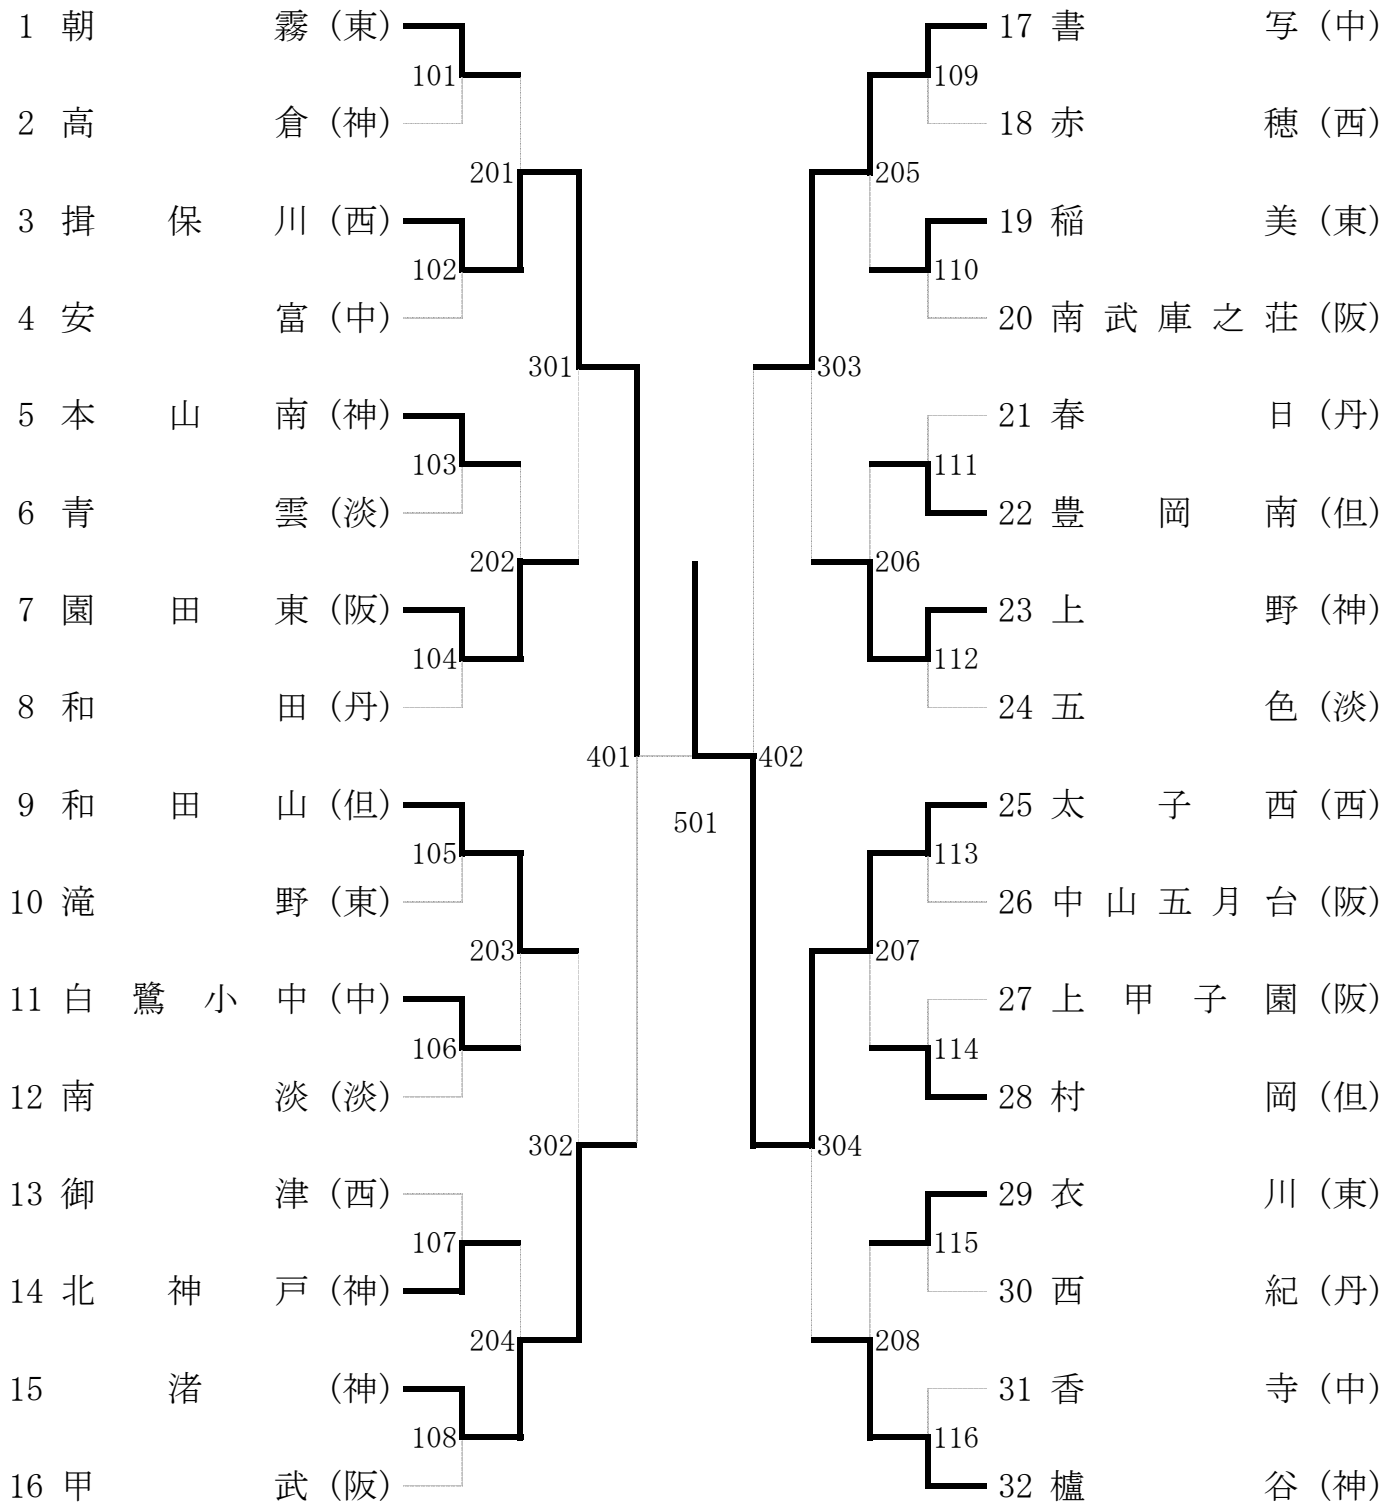 1 朝霧 (東)
101
2 高倉 (神)
201
3 揖保川 (西)
102
4 安富 (中)
301
5 本山南 (神)
103
6 青雲 (淡)
202
7 園田東 (阪)
104
8 和田 (丹)
401
9 和田山 (但)
105
10 滝野 (東)
203
11 白鷺小中 (中)
106
12 南淡 (淡)
302
13 御津 (西)
107
14 北神戸 (神)
204
15 渚 (神)
108
16 甲武 (阪)
501
17 書写 (中)
109
18 赤穂 (西)
205
19 稲美 (東)
110
20 南武庫之荘 (阪)
303
21 春日 (丹)
111
22 豊岡南 (但)
206
23 上野 (神)
112
24 五色 (淡)
402
25 太子西 (西)
113
26 中山五月台 (阪)
207
27 上甲子園 (阪)
114
28 村岡 (但)
304
29 衣川 (東)
115
30 西紀 (丹)
208
31 香寺 (中)
116
32 櫨谷 (神)